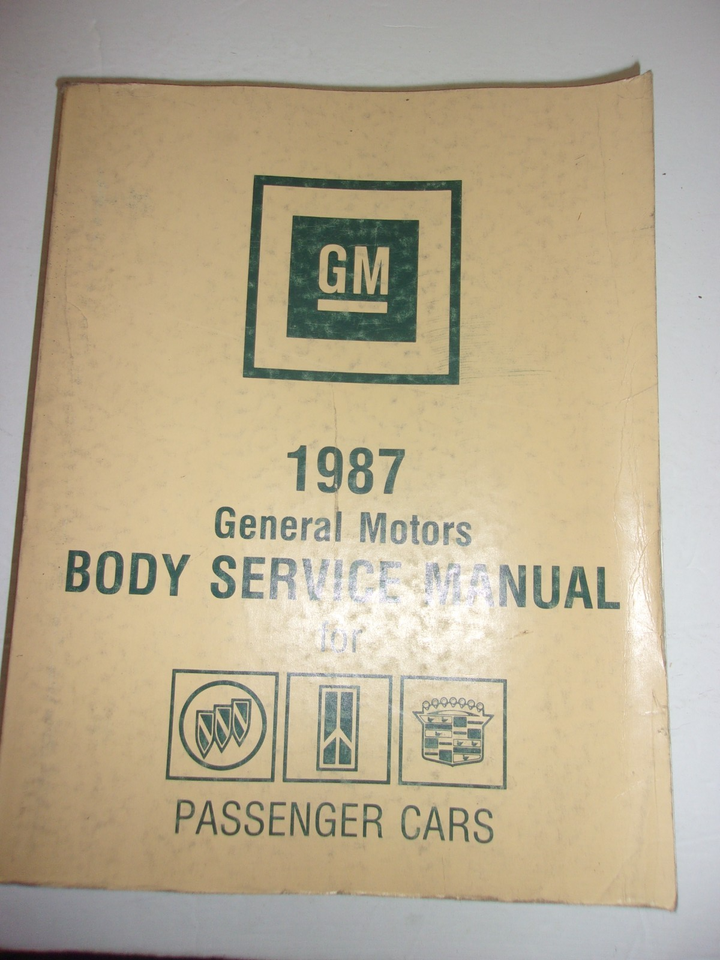 GM
1987
General Motors
BODY SERVICE MANUAL
for
PASSENGER CARS